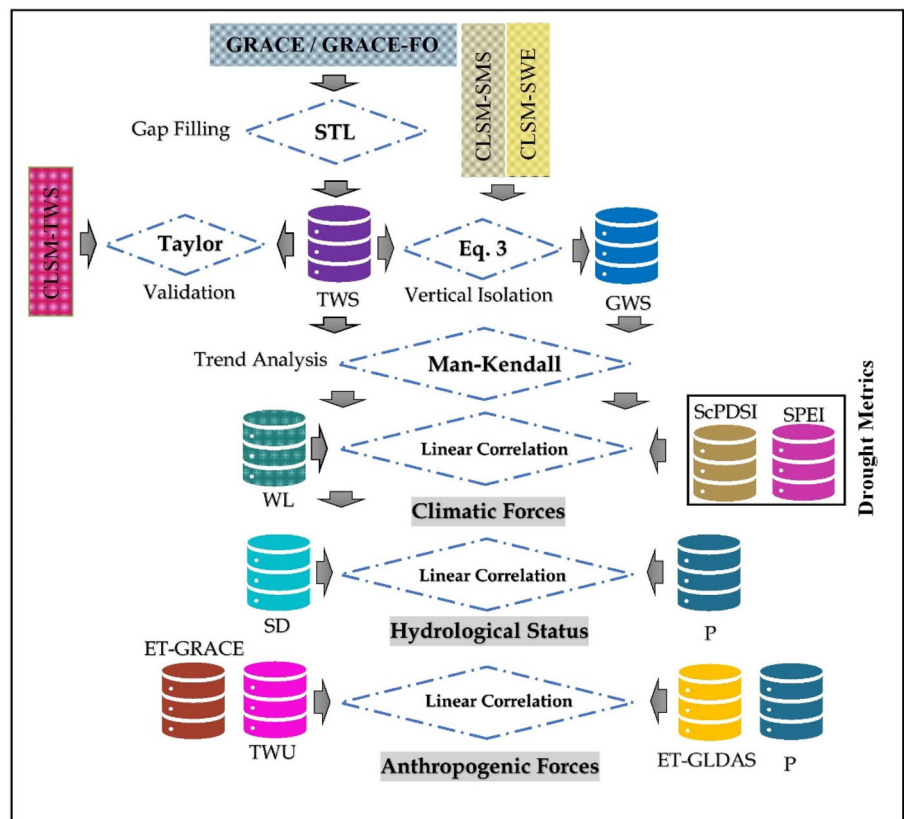 GRACE / GRACE-FO
CLSM-SMS
CLSM-SWE
Gap Filling
STL
CLSM-TWS
Taylor
Validation
TWS
Eq. 3
Vertical Isolation
GWS
Trend Analysis
Man-Kendall
ScPDSI
SPEI
Drought Metrics
WL
Linear Correlation
Climatic Forces
SD
Linear Correlation
P
Hydrological Status
ET-GRACE
TWU
Linear Correlation
ET-GLDAS
P
Anthropogenic Forces